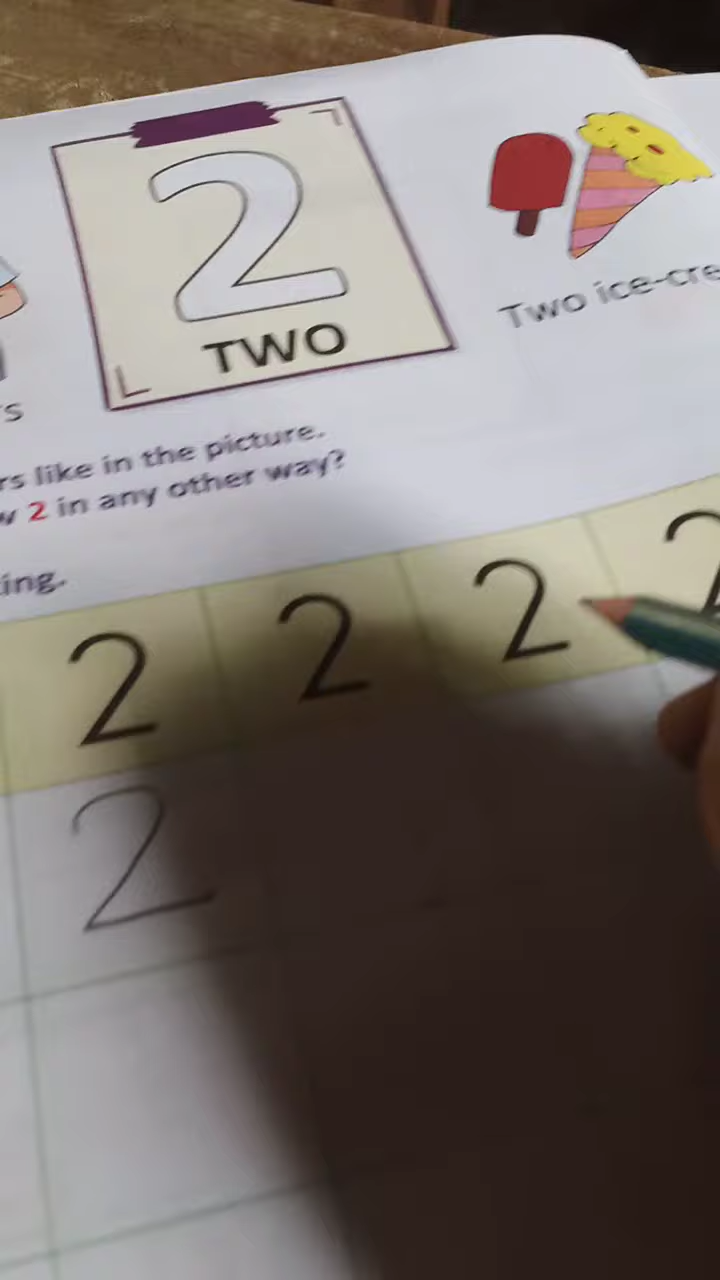 2
TWO
Two ice-cre
s
rs like in the picture.
w 2 in any other way?
ing.
2 2 2 2
2